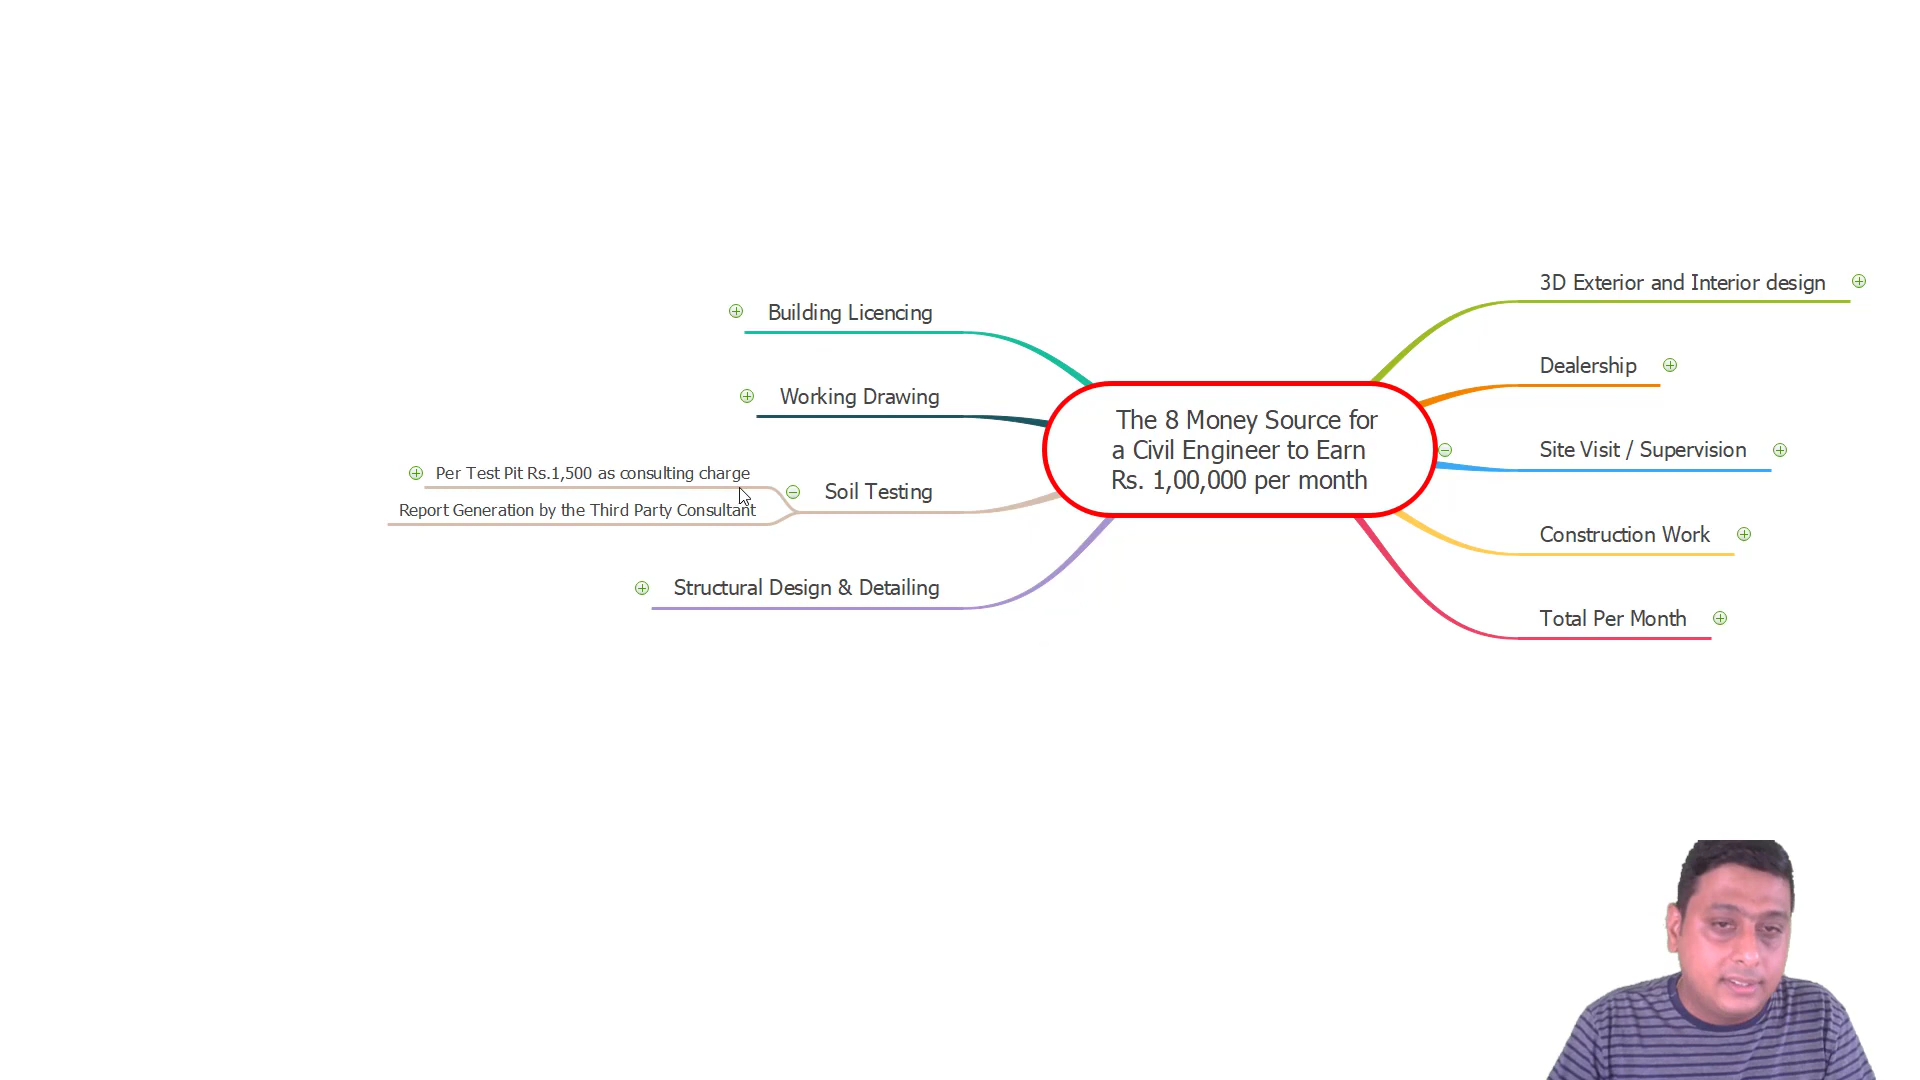 The 8 Money Source for
a Civil Engineer to Earn
Rs. 1,00,000 per month
Building Licencing
Working Drawing
Soil Testing
Per Test Pit Rs.1,500 as consulting charge
Report Generation by the Third Party Consultant
Structural Design & Detailing
3D Exterior and Interior design
Dealership
Site Visit / Supervision
Construction Work
Total Per Month